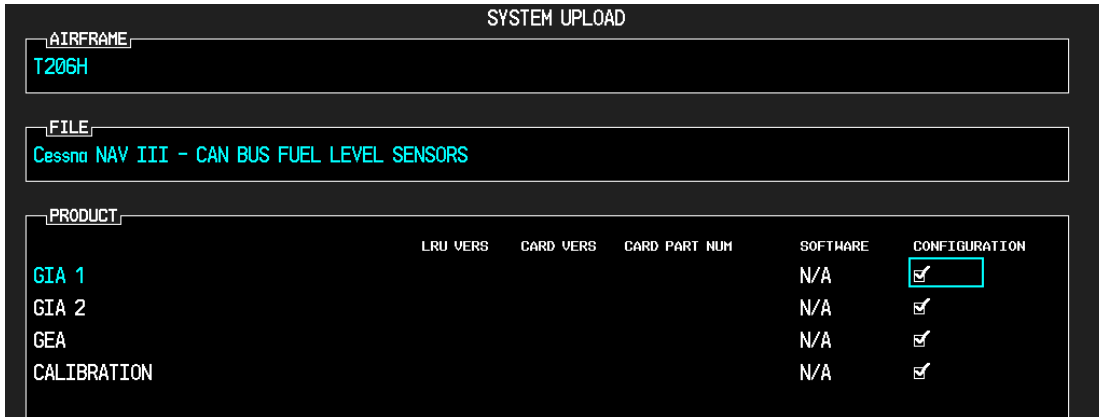 SYSTEM UPLOAD
AIRFRAME
T206H
FILE
Cessna NAV III - CAN BUS FUEL LEVEL SENSORS
PRODUCT
LRU VERS CARD VERS CARD PART NUM SOFTWARE CONFIGURATION
GIA 1 N/A
GIA 2 N/A
GEA N/A
CALIBRATION N/A